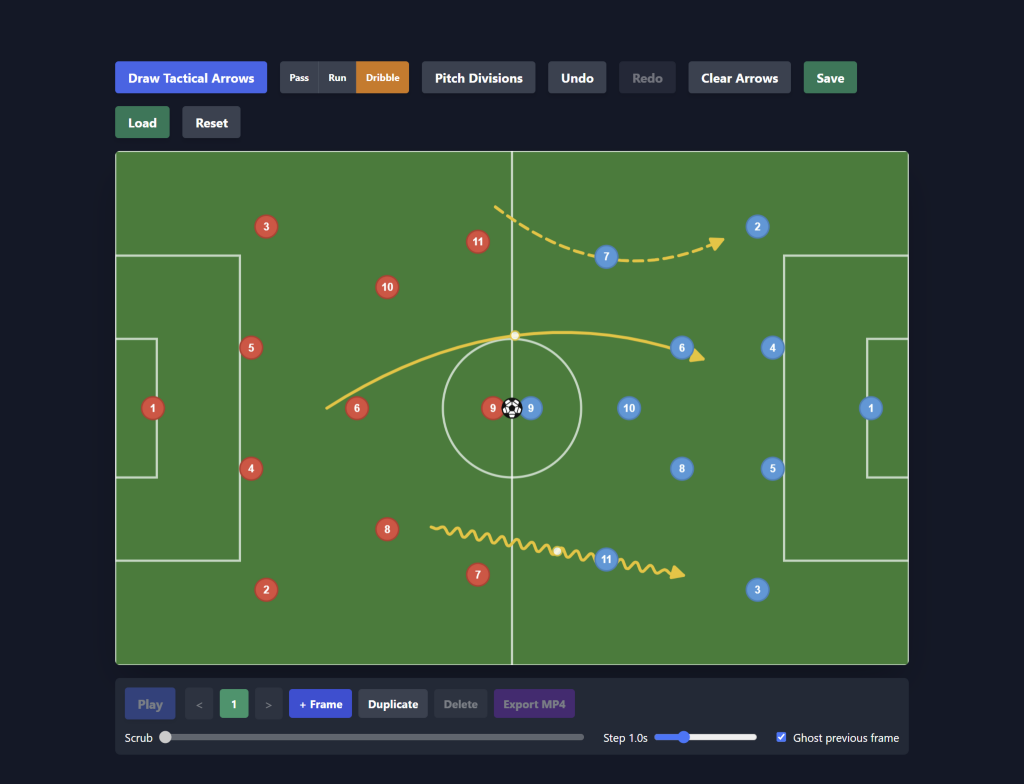 Draw Tactical Arrows Pass Run Dribble Pitch Divisions Undo Redo Clear Arrows Save
Load Reset
3 2
11
7
10
5 6 4
1 6 9 9 10 1
4 8 5
8
11
7
2 3
Play < 1 > + Frame Duplicate Delete Export MP4
Scrub Step 1.0s Ghost previous frame